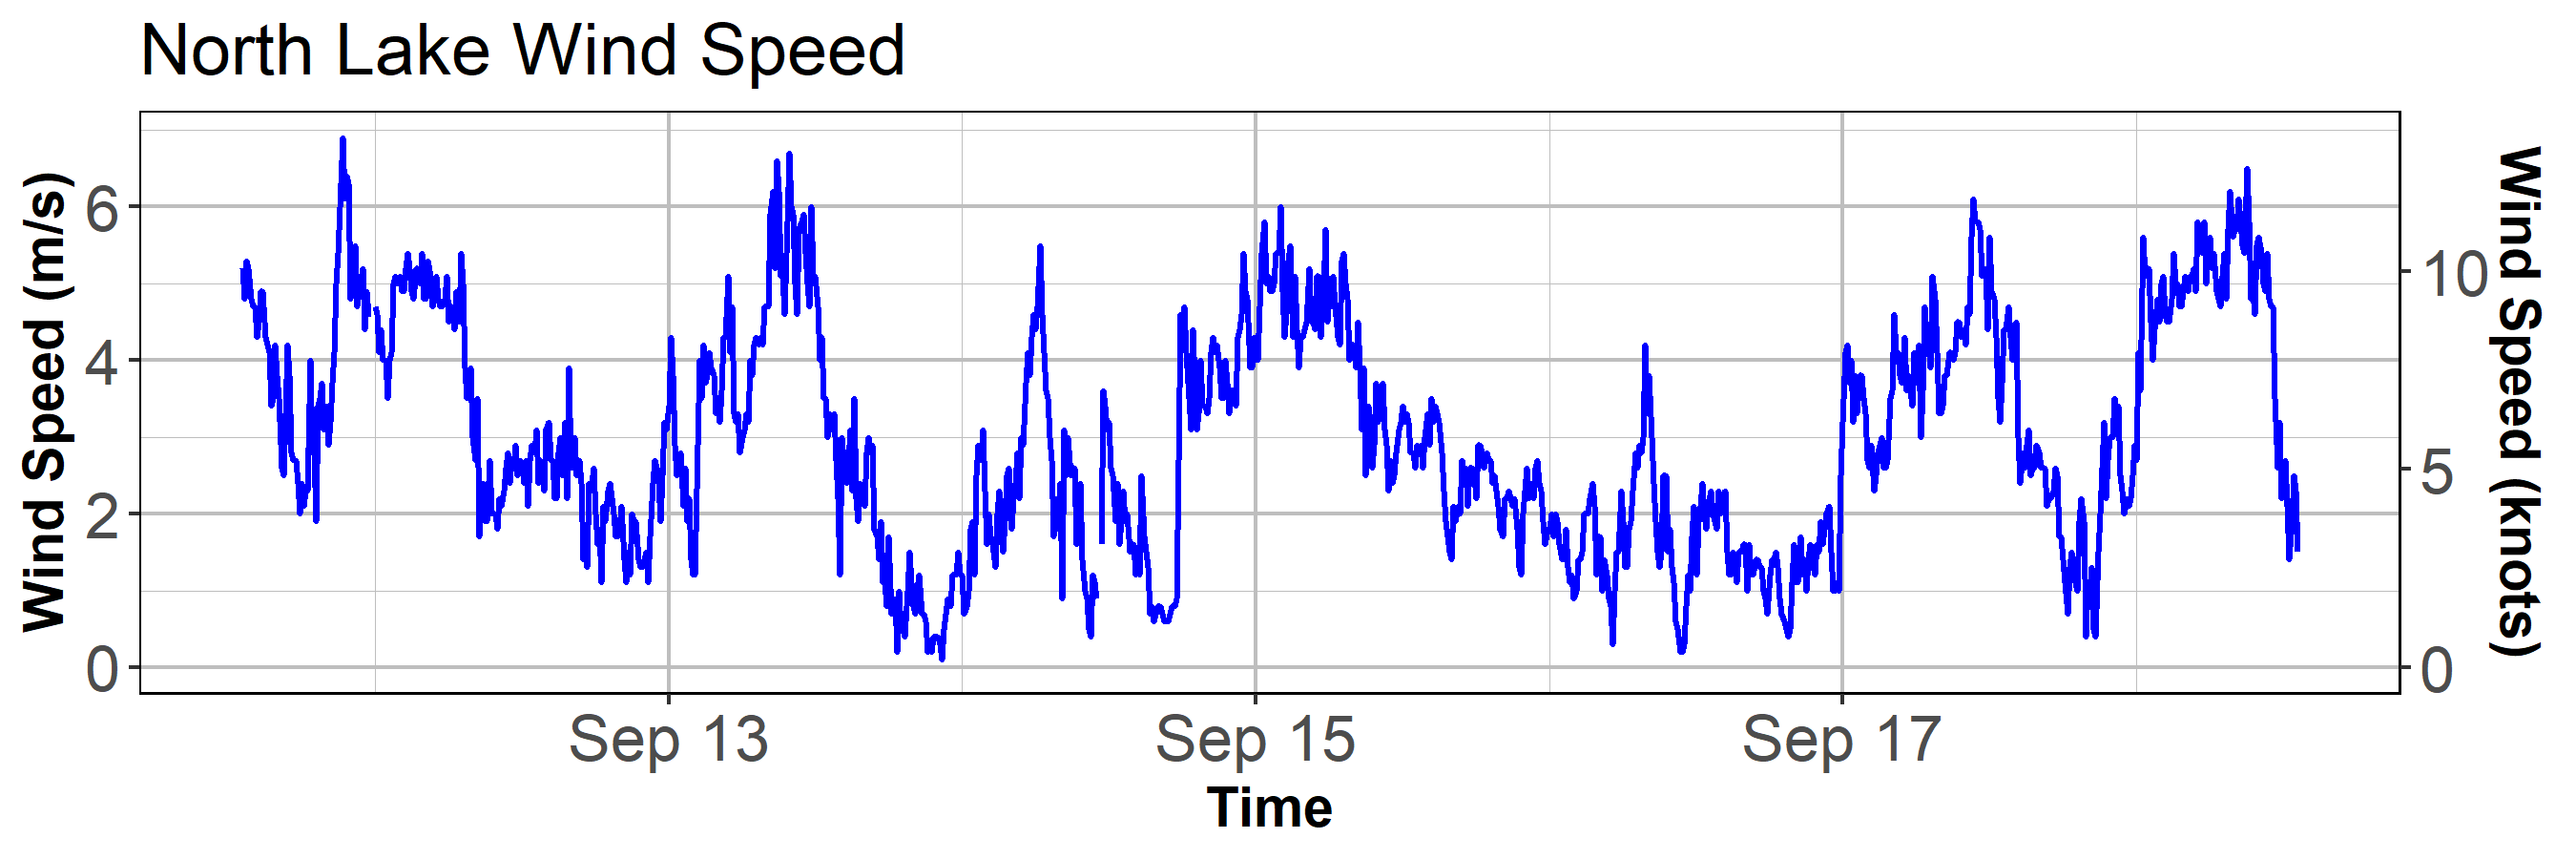 North Lake Wind Speed
Wind Speed (m/s)
6
4
2
0
10
5
0
Wind Speed (knots)
Sep 13
Sep 15
Sep 17
Time